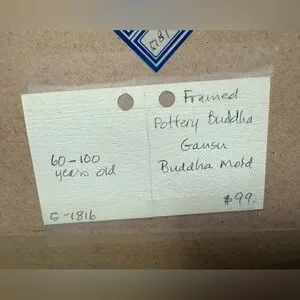 60-100
years old
S-1816
Framed
Pottery Buddha
Gansu
Buddha Mold
$99.